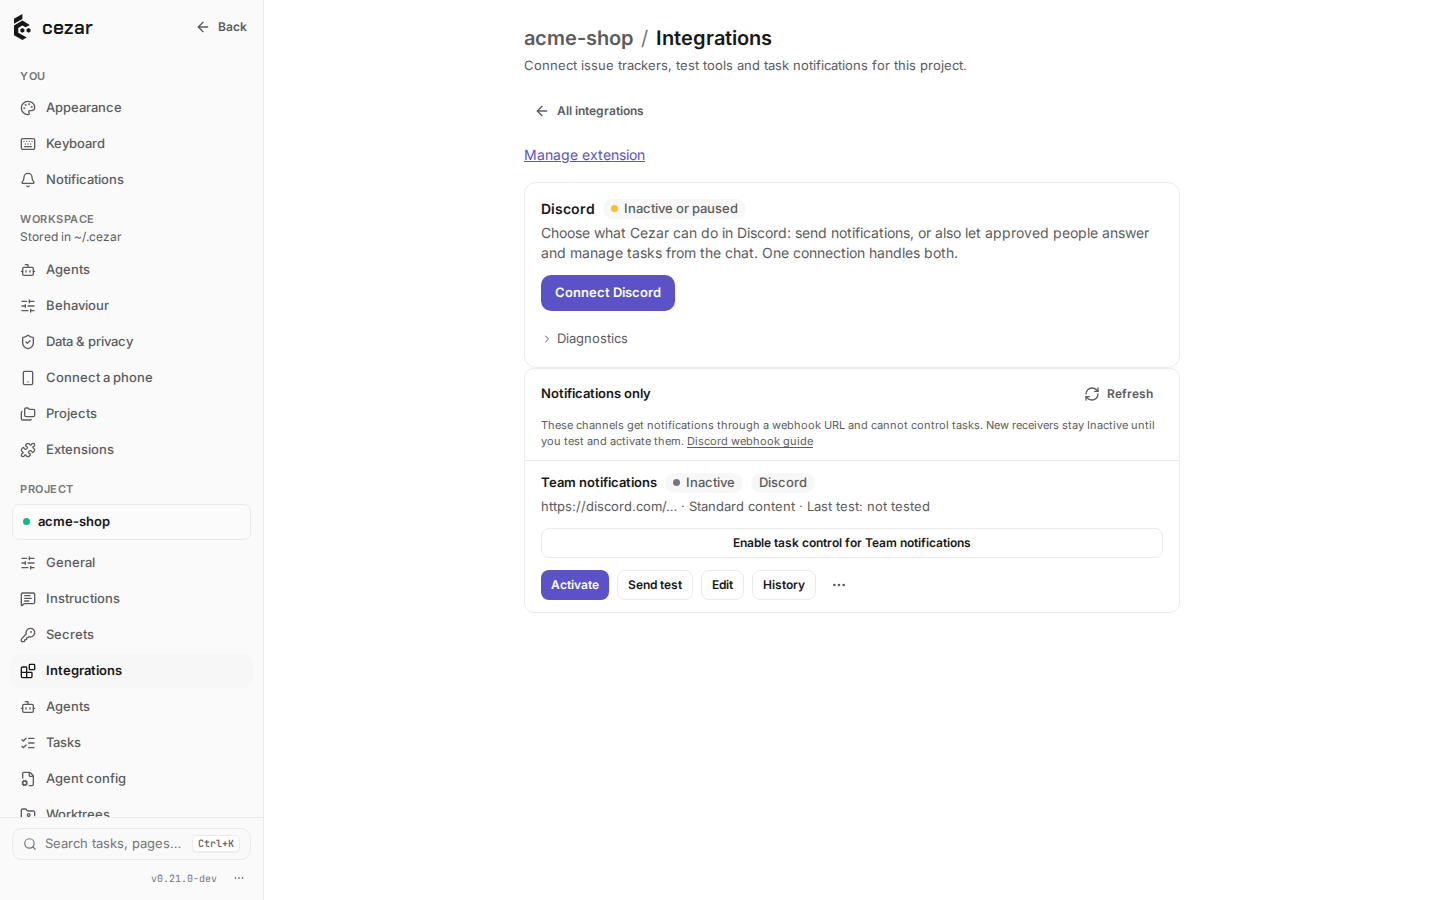 cezar
Back
YOU
Appearance
Keyboard
Notifications
WORKSPACE
Stored in ~/.cezar
Agents
Behaviour
Data & privacy
Connect a phone
Projects
Extensions
PROJECT
acme-shop
General
Instructions
Secrets
Integrations
Agents
Tasks
Agent config
Worktrees
Search tasks, pages... Ctrl+K
v0.21.0-dev ...
acme-shop / Integrations
Connect issue trackers, test tools and task notifications for this project.
All integrations
Manage extension
Discord Inactive or paused
Choose what Cezar can do in Discord: send notifications, or also let approved people answer
and manage tasks from the chat. One connection handles both.
Connect Discord
Diagnostics
Notifications only
Refresh
These channels get notifications through a webhook URL and cannot control tasks. New receivers stay Inactive until
you test and activate them. Discord webhook guide
Team notifications Inactive Discord
https://discord.com/... · Standard content · Last test: not tested
Enable task control for Team notifications
Activate Send test Edit History ...